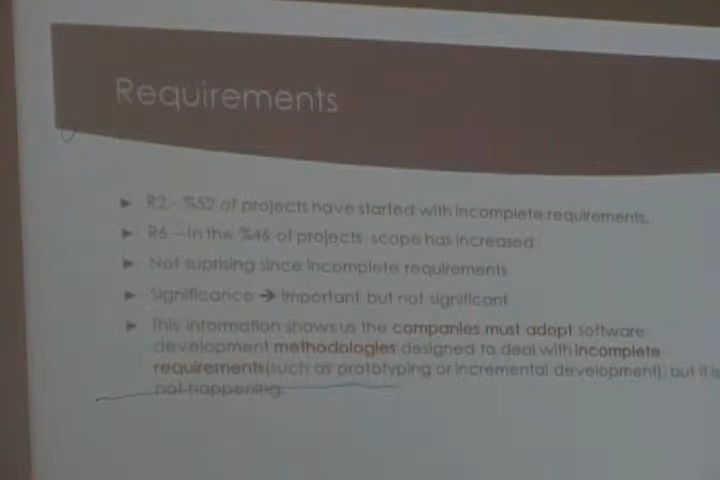 Requirements
► R2 - %52 of projects have started with incomplete requirements.
► R6 – In the %46 of projects scope has increased
► Not suprising since incomplete requirements
► Significance → important but not significant
► This information shows us the companies must adopt software
development methodologies designed to deal with incomplete
requirements(such as prototyping or incremental development), but it is
not happening.